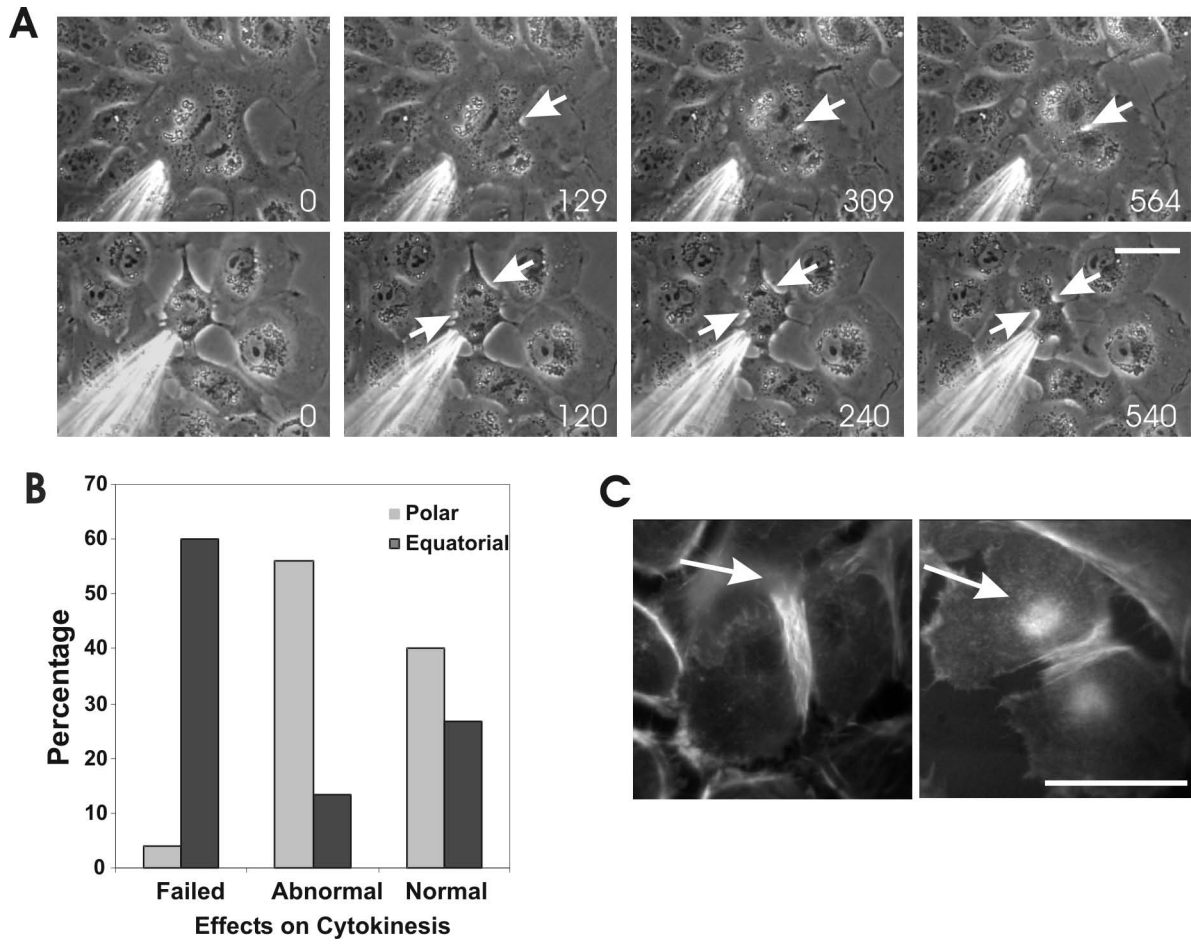 A
0
129
309
564
0
120
240
540
B
70
60
50
40
30
20
10
0
Percentage
Polar
Equatorial
Failed Abnormal Normal
Effects on Cytokinesis
C